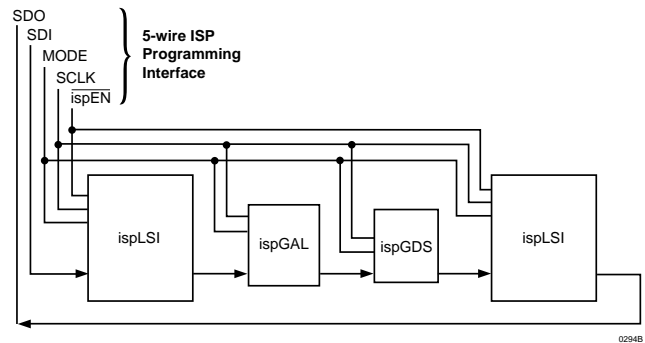 SDO
SDI
MODE
SCLK
ispEN
5-wire ISP
Programming
Interface
ispLSI
ispGAL
ispGDS
ispLSI
0294B